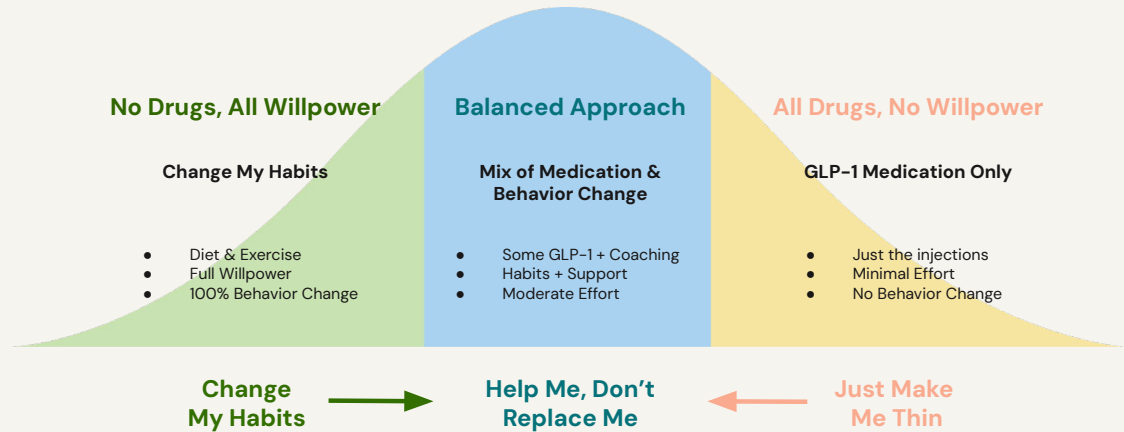 No Drugs, All Willpower
Balanced Approach
All Drugs, No Willpower
Change My Habits
Mix of Medication &
Behavior Change
GLP-1 Medication Only
● Diet & Exercise
● Full Willpower
● 100% Behavior Change
● Some GLP-1 + Coaching
● Habits + Support
● Moderate Effort
● Just the injections
● Minimal Effort
● No Behavior Change
Change
My Habits
Help Me, Don’t
Replace Me
Just Make
Me Thin